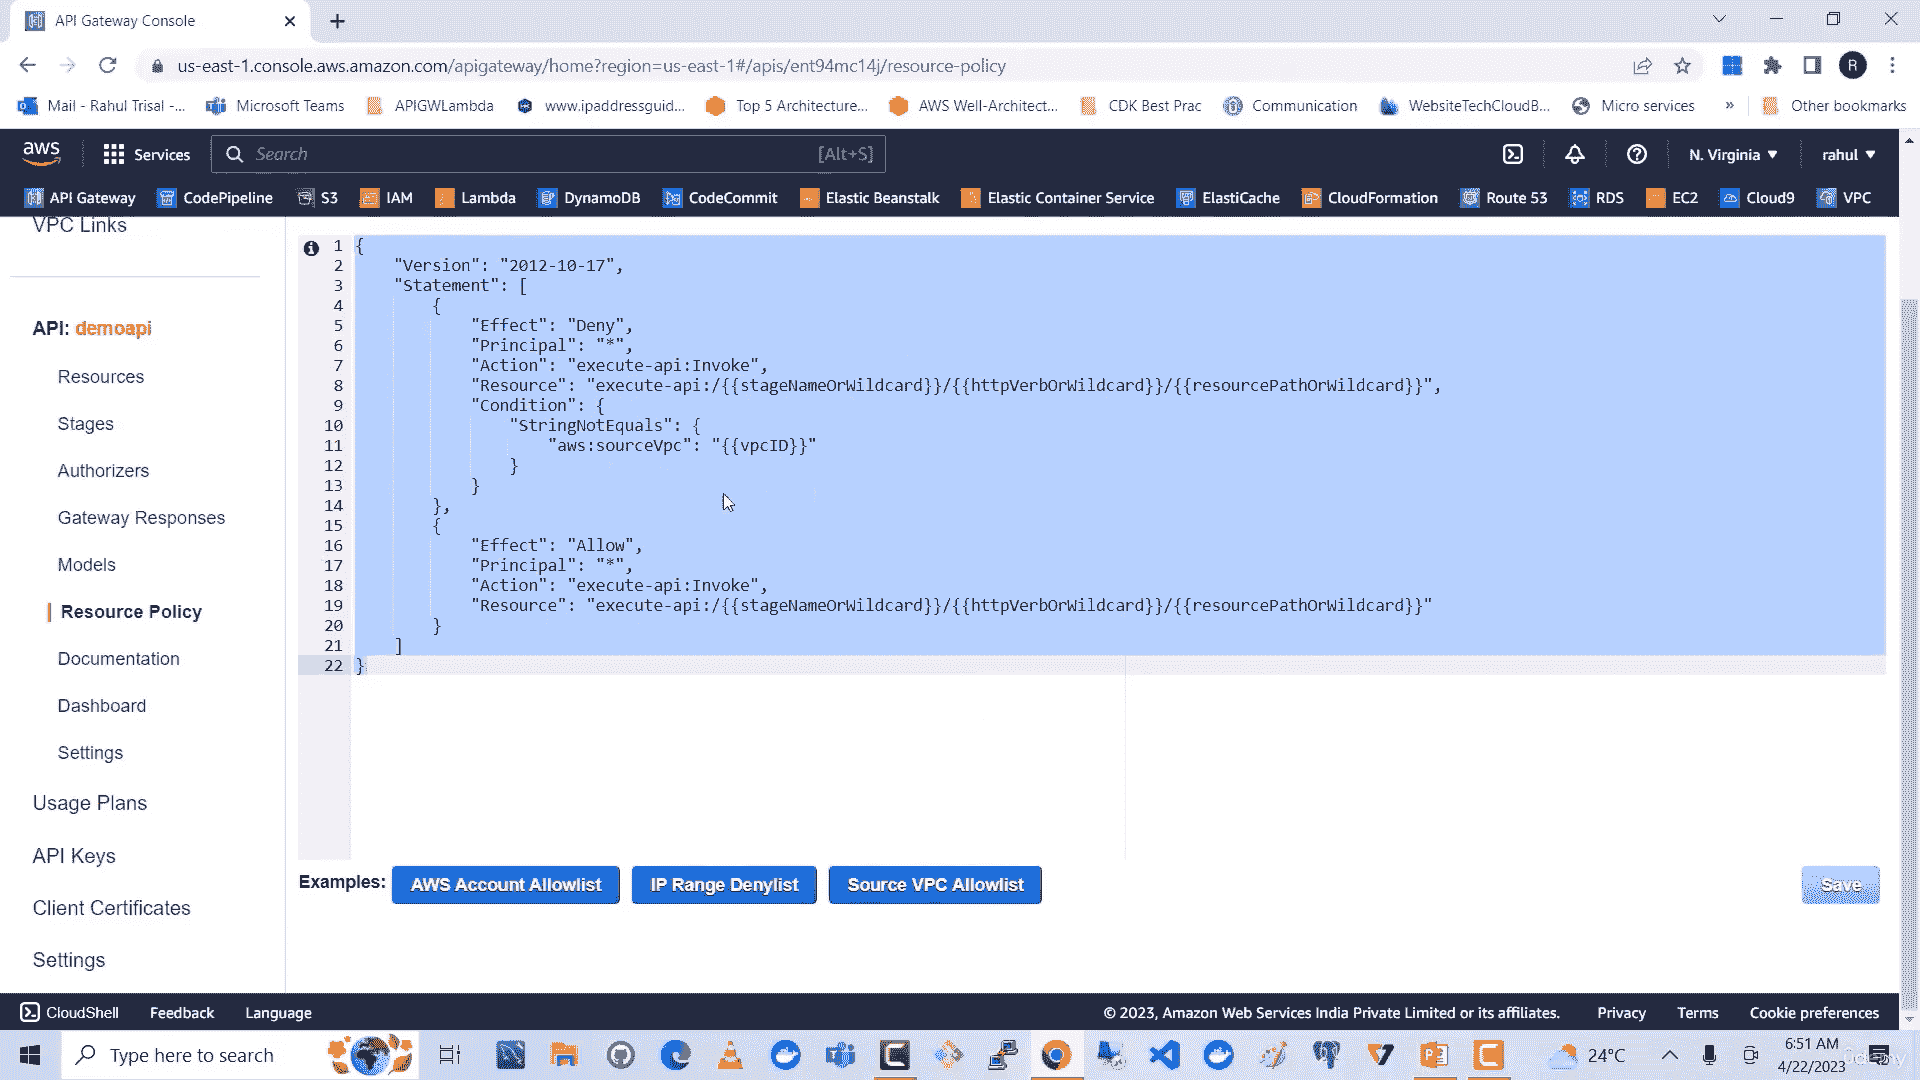 API Gateway Console
us-east-1.console.aws.amazon.com/apigateway/home?region=us-east-1#/apis/ent94mc14j/resource-policy
R
Mail - Rahul Trisal -... Microsoft Teams APIGWLambda www.ipaddressguid... Top 5 Architecture... AWS Well-Architect... CDK Best Prac Communication WebsiteTechCloudB... Micro services » Other bookmarks
aws Services Search [Alt+S] N. Virginia rahul
API Gateway CodePipeline S3 IAM Lambda DynamoDB CodeCommit Elastic Beanstalk Elastic Container Service ElastiCache CloudFormation Route 53 RDS EC2 Cloud9 VPC
VPC Links
API: demoapi
Resources
Stages
Authorizers
Gateway Responses
Models
Resource Policy
Documentation
Dashboard
Settings
Usage Plans
API Keys
Client Certificates
Settings
1 {
2 "Version": "2012-10-17",
3 "Statement": [
4 {
5 "Effect": "Deny",
6 "Principal": "*",
7 "Action": "execute-api:Invoke",
8 "Resource": "execute-api:/{{stageNameOrWildcard}}/{{httpVerbOrWildcard}}/{{resourcePathOrWildcard}}",
9 "Condition": {
10 "StringNotEquals": {
11 "aws:sourceVpc": "{{vpcID}}"
12 }
13 }
14 },
15 {
16 "Effect": "Allow",
17 "Principal": "*",
18 "Action": "execute-api:Invoke",
19 "Resource": "execute-api:/{{stageNameOrWildcard}}/{{httpVerbOrWildcard}}/{{resourcePathOrWildcard}}"
20 }
21 ]
22 }
Examples: AWS Account Allowlist IP Range Denylist Source VPC Allowlist Save
CloudShell Feedback Language © 2023, Amazon Web Services India Private Limited or its affiliates. Privacy Terms Cookie preferences
Type here to search 24°C 6:51 AM
4/22/2023
Udemy